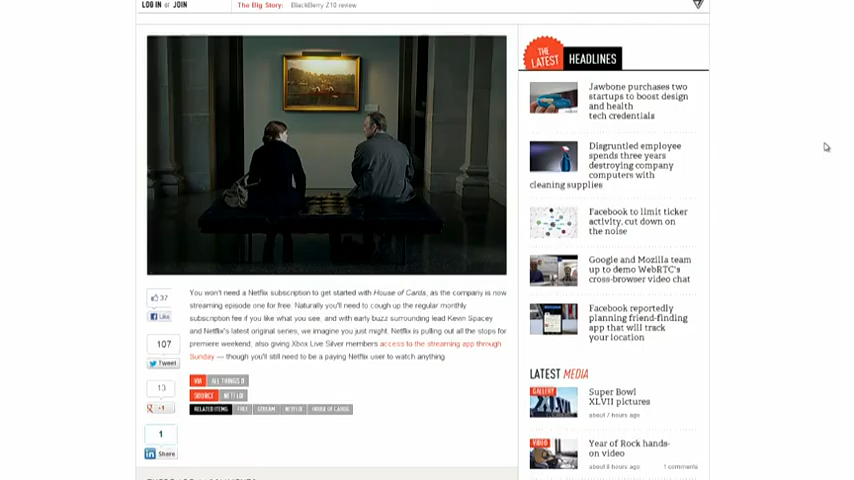 LOG IN or JOIN
The Big Story: BlackBerry Z10 review
THE LATEST HEADLINES
Jawbone purchases two
startups to boost design
and health
tech credentials
Disgruntled employee
spends three years
destroying company
computers with
cleaning supplies
Facebook to limit ticker
activity, cut down on
the noise
Google and Mozilla team
up to demo WebRTC's
cross-browser video chat
Facebook reportedly
planning friend-finding
app that will track
your location
LATEST MEDIA
GALLERY
Super Bowl
XLVII pictures
about 7 hours ago
VIDEO
Year of Rock hands-
on video
about 8 hours ago 1 comments
37
Like
107
Tweet
13
+1
1
Share
You won't need a Netflix subscription to get started with House of Cards, as the company is now
streaming episode one for free. Naturally you'll need to cough up the regular monthly
subscription fee if you like what you see, and with early buzz surrounding lead Kevin Spacey
and Netflix's latest original series, we imagine you just might. Netflix is pulling out all the stops for
premiere weekend, also giving Xbox Live Silver members access to the streaming app through
Sunday — though you'll still need to be a paying Netflix user to watch anything.
VIA ALL THINGS D
SOURCE NETFLIX
RELATED ITEMS FREE STREAM NETFLIX HOUSE OF CARDS